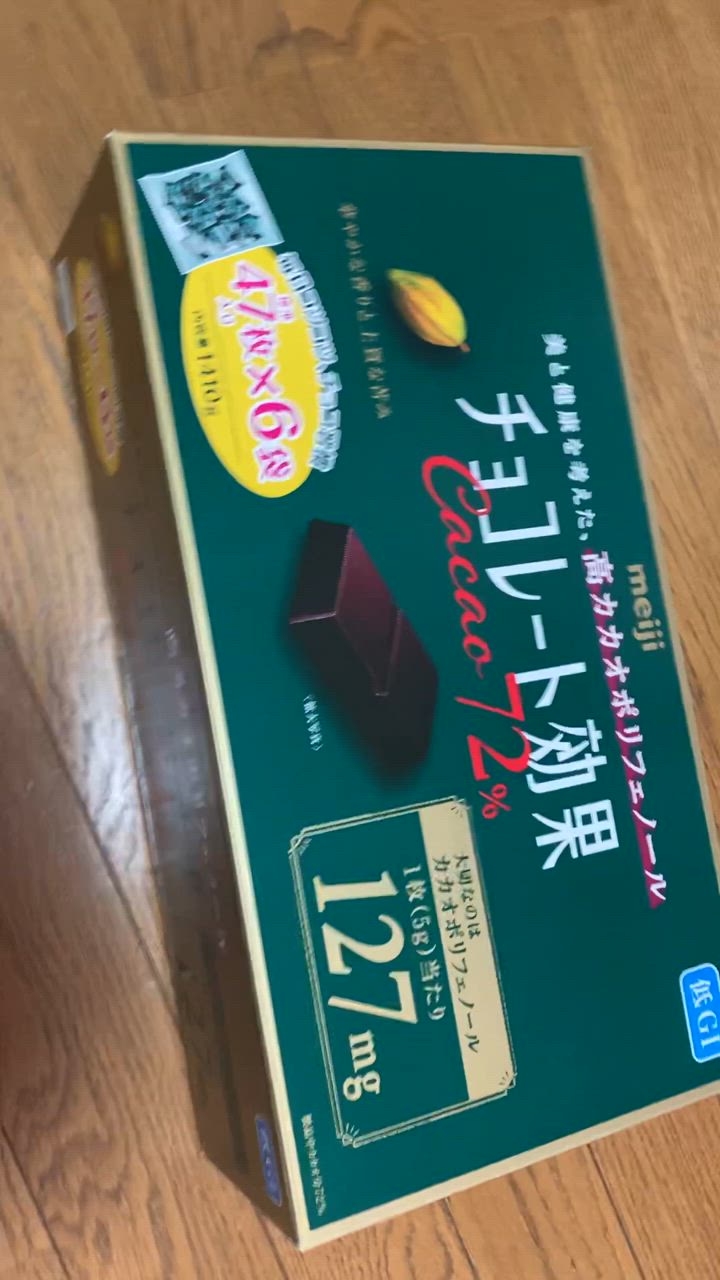 meiji
美と健康を考えた、高カカオポリフェノール
チョコレート効果
Cacao 72%
低GI
大切なのは
カカオポリフェノール
1枚(5g)当たり
127mg
47枚×6袋
1410g